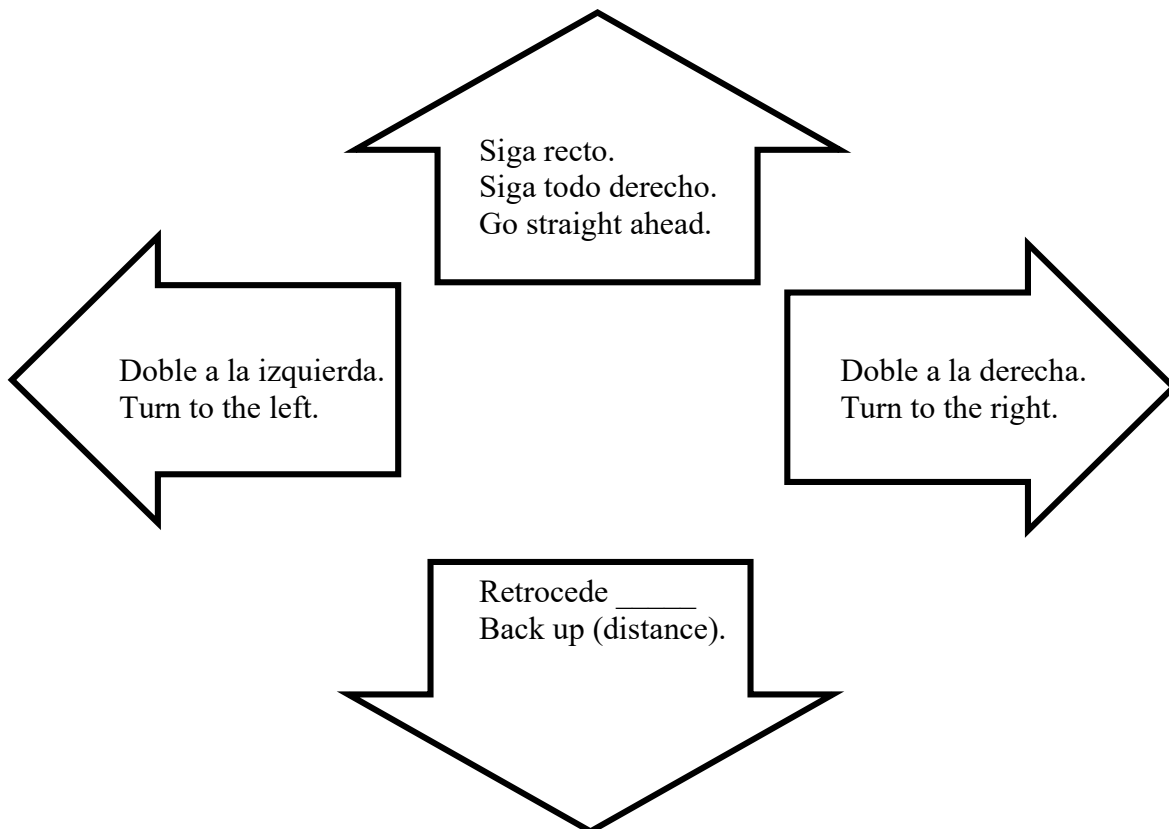 Siga recto.
Siga todo derecho.
Go straight ahead.
Doble a la izquierda.
Turn to the left.
Doble a la derecha.
Turn to the right.
Retrocede _____
Back up (distance).